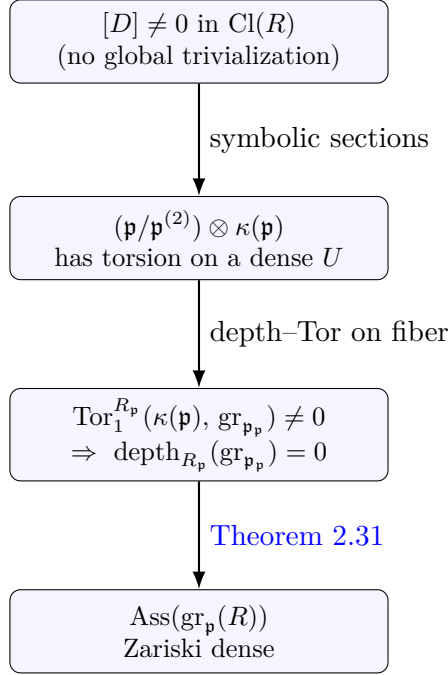 [D] ≠ 0 in Cl(R)
(no global trivialization)
symbolic sections
(𝔭/𝔭⁽²⁾) ⊗ κ(𝔭)
has torsion on a dense U
depth–Tor on fiber
Tor₁^{R_𝔭}(κ(𝔭), gr_{𝔭_𝔭}) ≠ 0
⇒ depth_{R_𝔭}(gr_{𝔭_𝔭}) = 0
Theorem 2.31
Ass(gr_𝔭(R))
Zariski dense